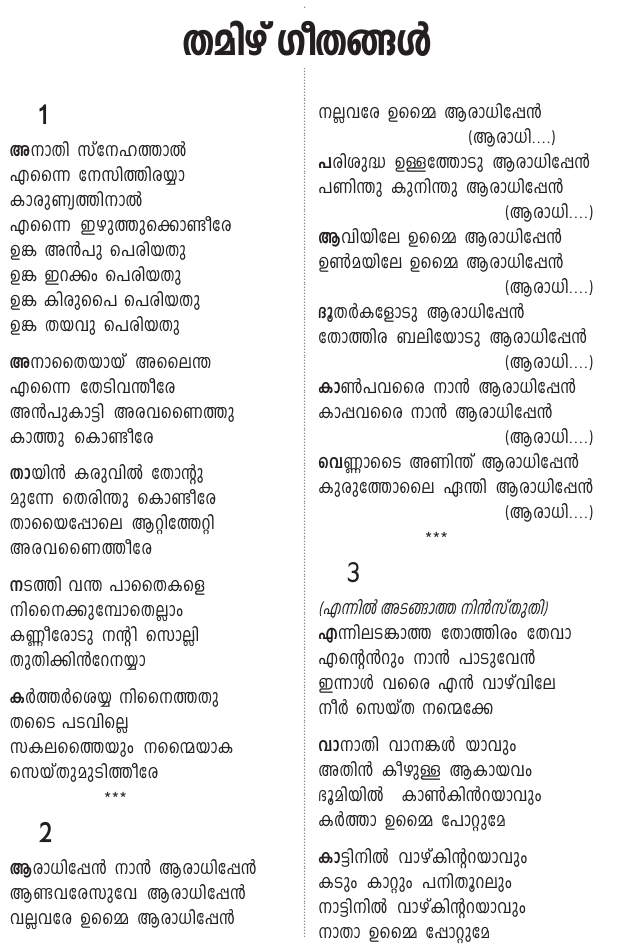 തമിഴ് ഗീതങ്ങൾ
1
അനാതി സ്നേഹത്താൽ
എന്നൈ നേസിത്തിരയ്യാ
കാരുണ്യത്തിനാൽ
എന്നൈ ഇഴുത്തുക്കൊണ്ടീരേ
ഉങ്ക അൻപു പെരിയതു
ഉങ്ക ഇറക്കം പെരിയതു
ഉങ്ക കിരുപൈ പെരിയതു
ഉങ്ക തയവു പെരിയതു
അനാതൈയായ് അലൈന്ത
എന്നൈ തേടിവന്തീരേ
അൻപുകാട്ടി അരവണൈത്തു
കാത്തു കൊണ്ടീരേ
തായിൻ കരുവിൽ തോന്റു
മുന്നേ തെരിന്തു കൊണ്ടീരേ
തായൈപ്പോലെ ആറ്റിത്തേറ്റി
അരവണൈത്തീരേ
നടത്തി വന്ത പാതൈകളെ
നിനൈക്കുമ്പോതെല്ലാം
കണ്ണീരോടു നന്റി സൊല്ലി
തുതിക്കിൻറേനയ്യാ
കർത്തർശെയ്യ നിനൈത്തതു
തടൈ പടവില്ലെ
സകലത്തൈയും നന്മൈയാക
സെയ്തുമുടിത്തീരേ
***
2
ആരാധിപ്പേൻ നാൻ ആരാധിപ്പേൻ
ആണ്ടവരേസുവേ ആരാധിപ്പേൻ
വല്ലവരേ ഉമ്മൈ ആരാധിപ്പേൻ
നല്ലവരേ ഉമ്മൈ ആരാധിപ്പേൻ
(ആരാധി....)
പരിശുദ്ധ ഉള്ളത്തോടു ആരാധിപ്പേൻ
പണിന്തു കുനിന്തു ആരാധിപ്പേൻ
(ആരാധി....)
ആവിയിലേ ഉമ്മൈ ആരാധിപ്പേൻ
ഉൺമയിലേ ഉമ്മൈ ആരാധിപ്പേൻ
(ആരാധി....)
ദൂതർകളോടു ആരാധിപ്പേൻ
തോത്തിര ബലിയോടു ആരാധിപ്പേൻ
(ആരാധി....)
കാൺപവരൈ നാൻ ആരാധിപ്പേൻ
കാപ്പവരൈ നാൻ ആരാധിപ്പേൻ
(ആരാധി....)
വെണ്ണാടൈ അണിന്ത് ആരാധിപ്പേൻ
കുരുത്തോലൈ ഏന്തി ആരാധിപ്പേൻ
(ആരാധി....)
***
3
(എന്നിൽ അടങ്ങാത്ത നിൻസ്തുതി)
എന്നിലടങ്കാത്ത തോത്തിരം തേവാ
എന്റെൻറും നാൻ പാടുവേൻ
ഇന്നാൾ വരൈ എൻ വാഴ്‌വിലേ
നീർ സെയ്ത നന്മെക്കേ
വാനാതി വാനങ്കൾ യാവും
അതിൻ കീഴുള്ള ആകായവം
ഭൂമിയിൽ കാൺകിൻറയാവും
കർത്താ ഉമ്മൈ പോറ്റുമേ
കാട്ടിനിൽ വാഴ്കിന്റയാവും
കടും കാറ്റും പനിതൂറലും
നാട്ടിനിൽ വാഴ്കിന്റയാവും
നാതാ ഉമ്മൈ പ്പോറ്റുമേ